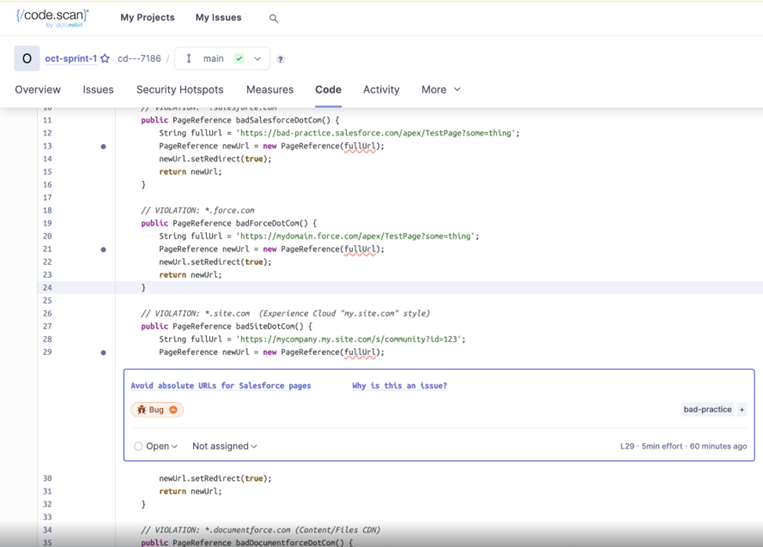 {/code.scan}
by autorabit
My Projects My Issues
O oct-sprint-1 cd---7186 / main ?
Overview Issues Security Hotspots Measures Code Activity More
10 // VIOLATION: *.salesforce.com
11 public PageReference badSalesforceDotCom() {
12 String fullUrl = 'https://bad-practice.salesforce.com/apex/TestPage?some=thing';
13 PageReference newUrl = new PageReference(fullUrl);
14 newUrl.setRedirect(true);
15 return newUrl;
16 }
17
18 // VIOLATION: *.force.com
19 public PageReference badForceDotCom() {
20 String fullUrl = 'https://mydomain.force.com/apex/TestPage?some=thing';
21 PageReference newUrl = new PageReference(fullUrl);
22 newUrl.setRedirect(true);
23 return newUrl;
24 }
25
26 // VIOLATION: *.site.com (Experience Cloud "my.site.com" style)
27 public PageReference badSiteDotCom() {
28 String fullUrl = 'https://mycompany.my.site.com/s/community?id=123';
29 PageReference newUrl = new PageReference(fullUrl);
Avoid absolute URLs for Salesforce pages Why is this an issue?
Bug bad-practice +
Open Not assigned L29 · 5min effort · 60 minutes ago
30 newUrl.setRedirect(true);
31 return newUrl;
32 }
33
34 // VIOLATION: *.documentforce.com (Content/Files CDN)
35 public PageReference badDocumentforceDotCom() {